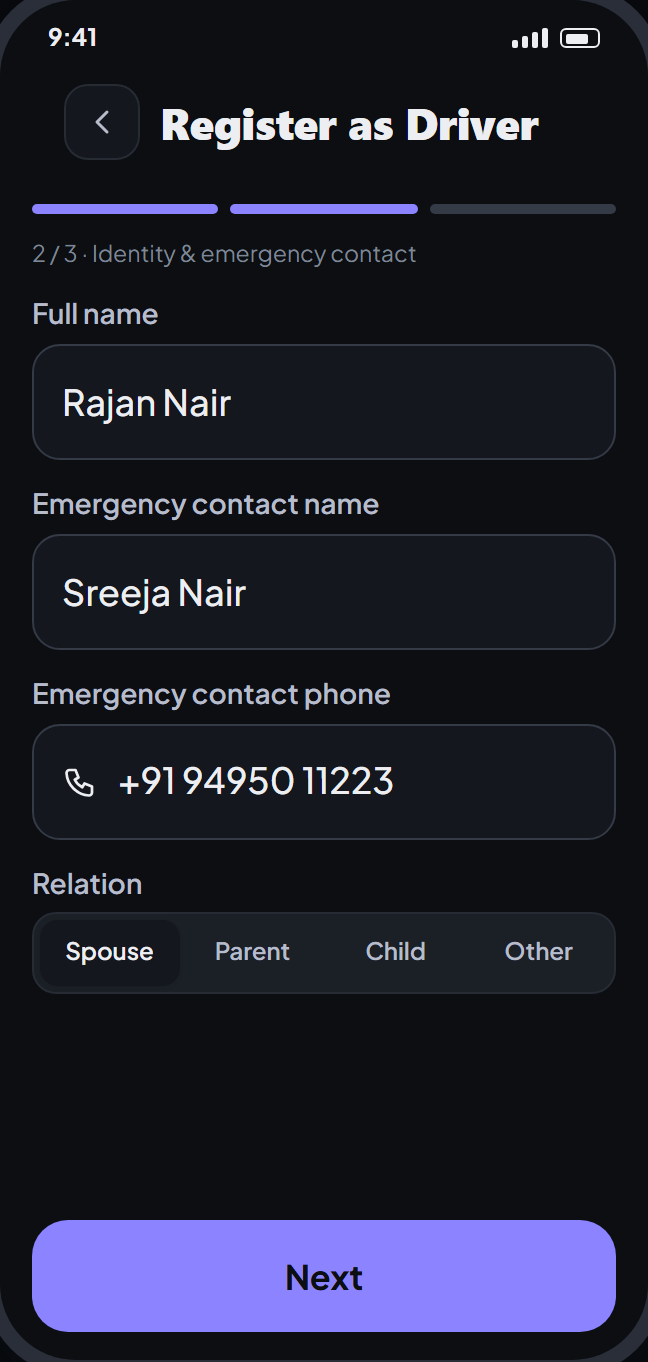 9:41
Register as Driver
2 / 3 · Identity & emergency contact
Full name
Rajan Nair
Emergency contact name
Sreeja Nair
Emergency contact phone
+91 94950 11223
Relation
Spouse Parent Child Other
Next